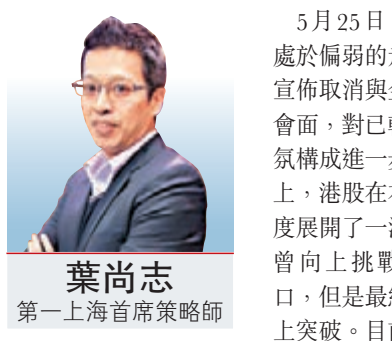 葉尚志
第一上海首席策略師
5月25日
處於偏弱的
宣佈取消與
會面，對已
氛構成進一
上，港股在
度展開了一
曾向上挑戰
口，但是最
上突破。目